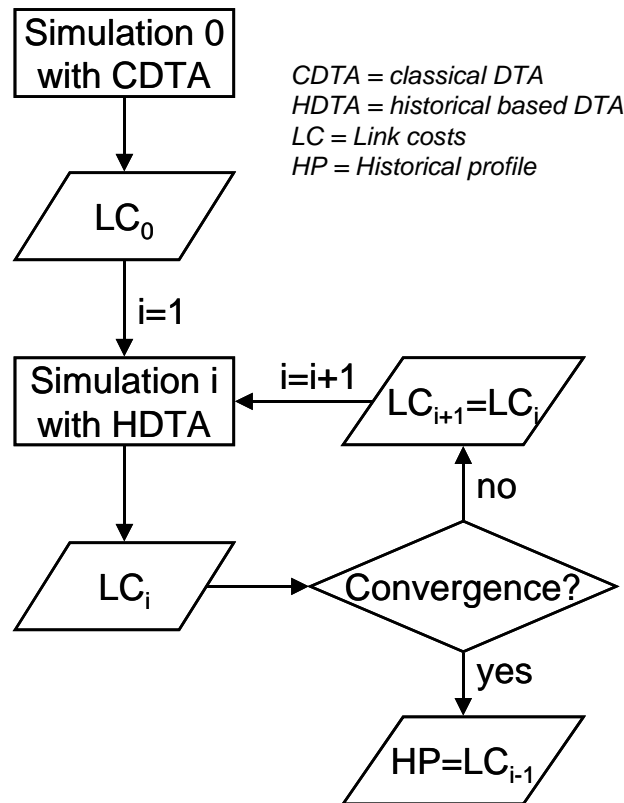 Simulation 0
with CDTA
CDTA = classical DTA
HDTA = historical based DTA
LC = Link costs
HP = Historical profile
LC₀
i=1
Simulation i
with HDTA
i=i+1
LCᵢ₊₁=LCᵢ
no
LCᵢ
Convergence?
yes
HP=LCᵢ₋₁